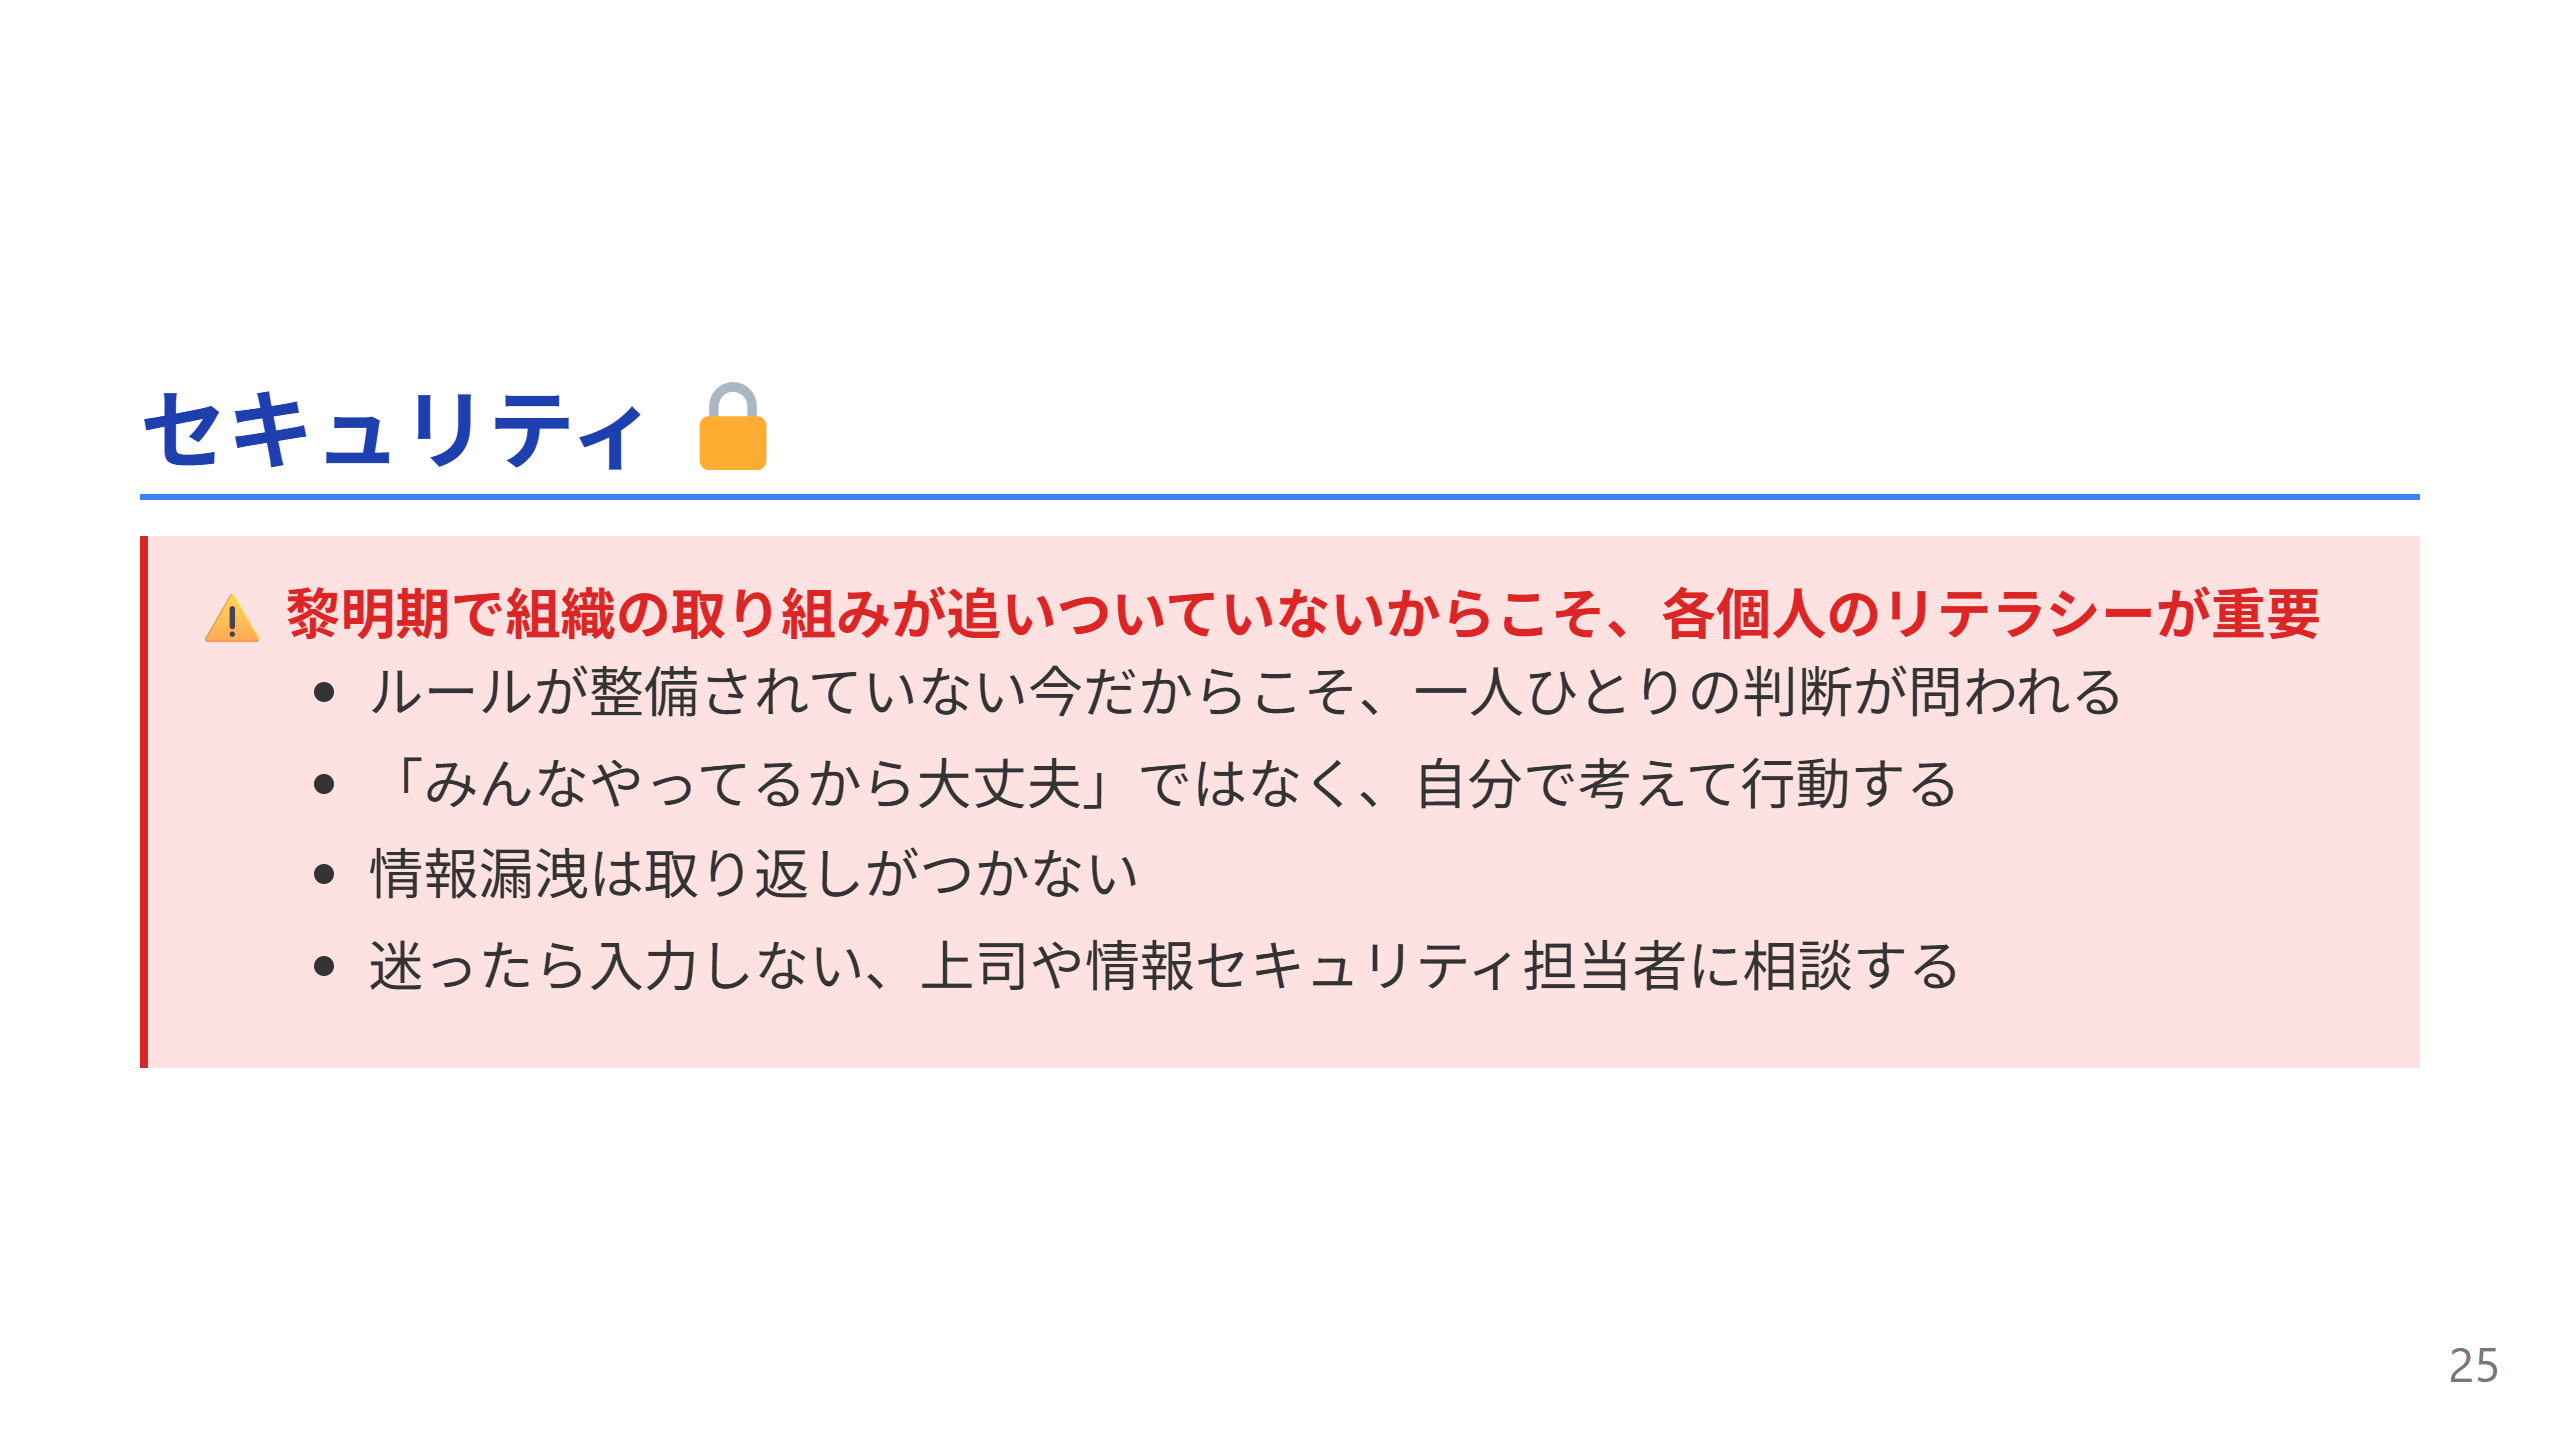 セキュリティ 🔒
⚠️ 黎明期で組織の取り組みが追いついていないからこそ、各個人のリテラシーが重要
• ルールが整備されていない今だからこそ、一人ひとりの判断が問われる
• 「みんなやってるから大丈夫」ではなく、自分で考えて行動する
• 情報漏洩は取り返しがつかない
• 迷ったら入力しない、上司や情報セキュリティ担当者に相談する
25